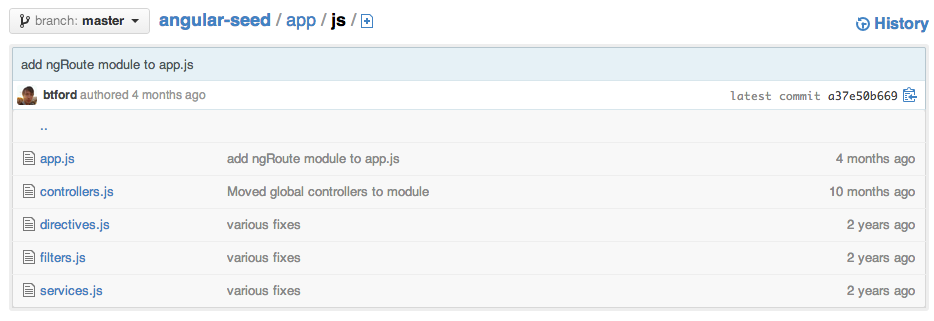 branch: master angular-seed / app / js / History
add ngRoute module to app.js
btford authored 4 months ago latest commit a37e50b669
..
app.js add ngRoute module to app.js 4 months ago
controllers.js Moved global controllers to module 10 months ago
directives.js various fixes 2 years ago
filters.js various fixes 2 years ago
services.js various fixes 2 years ago